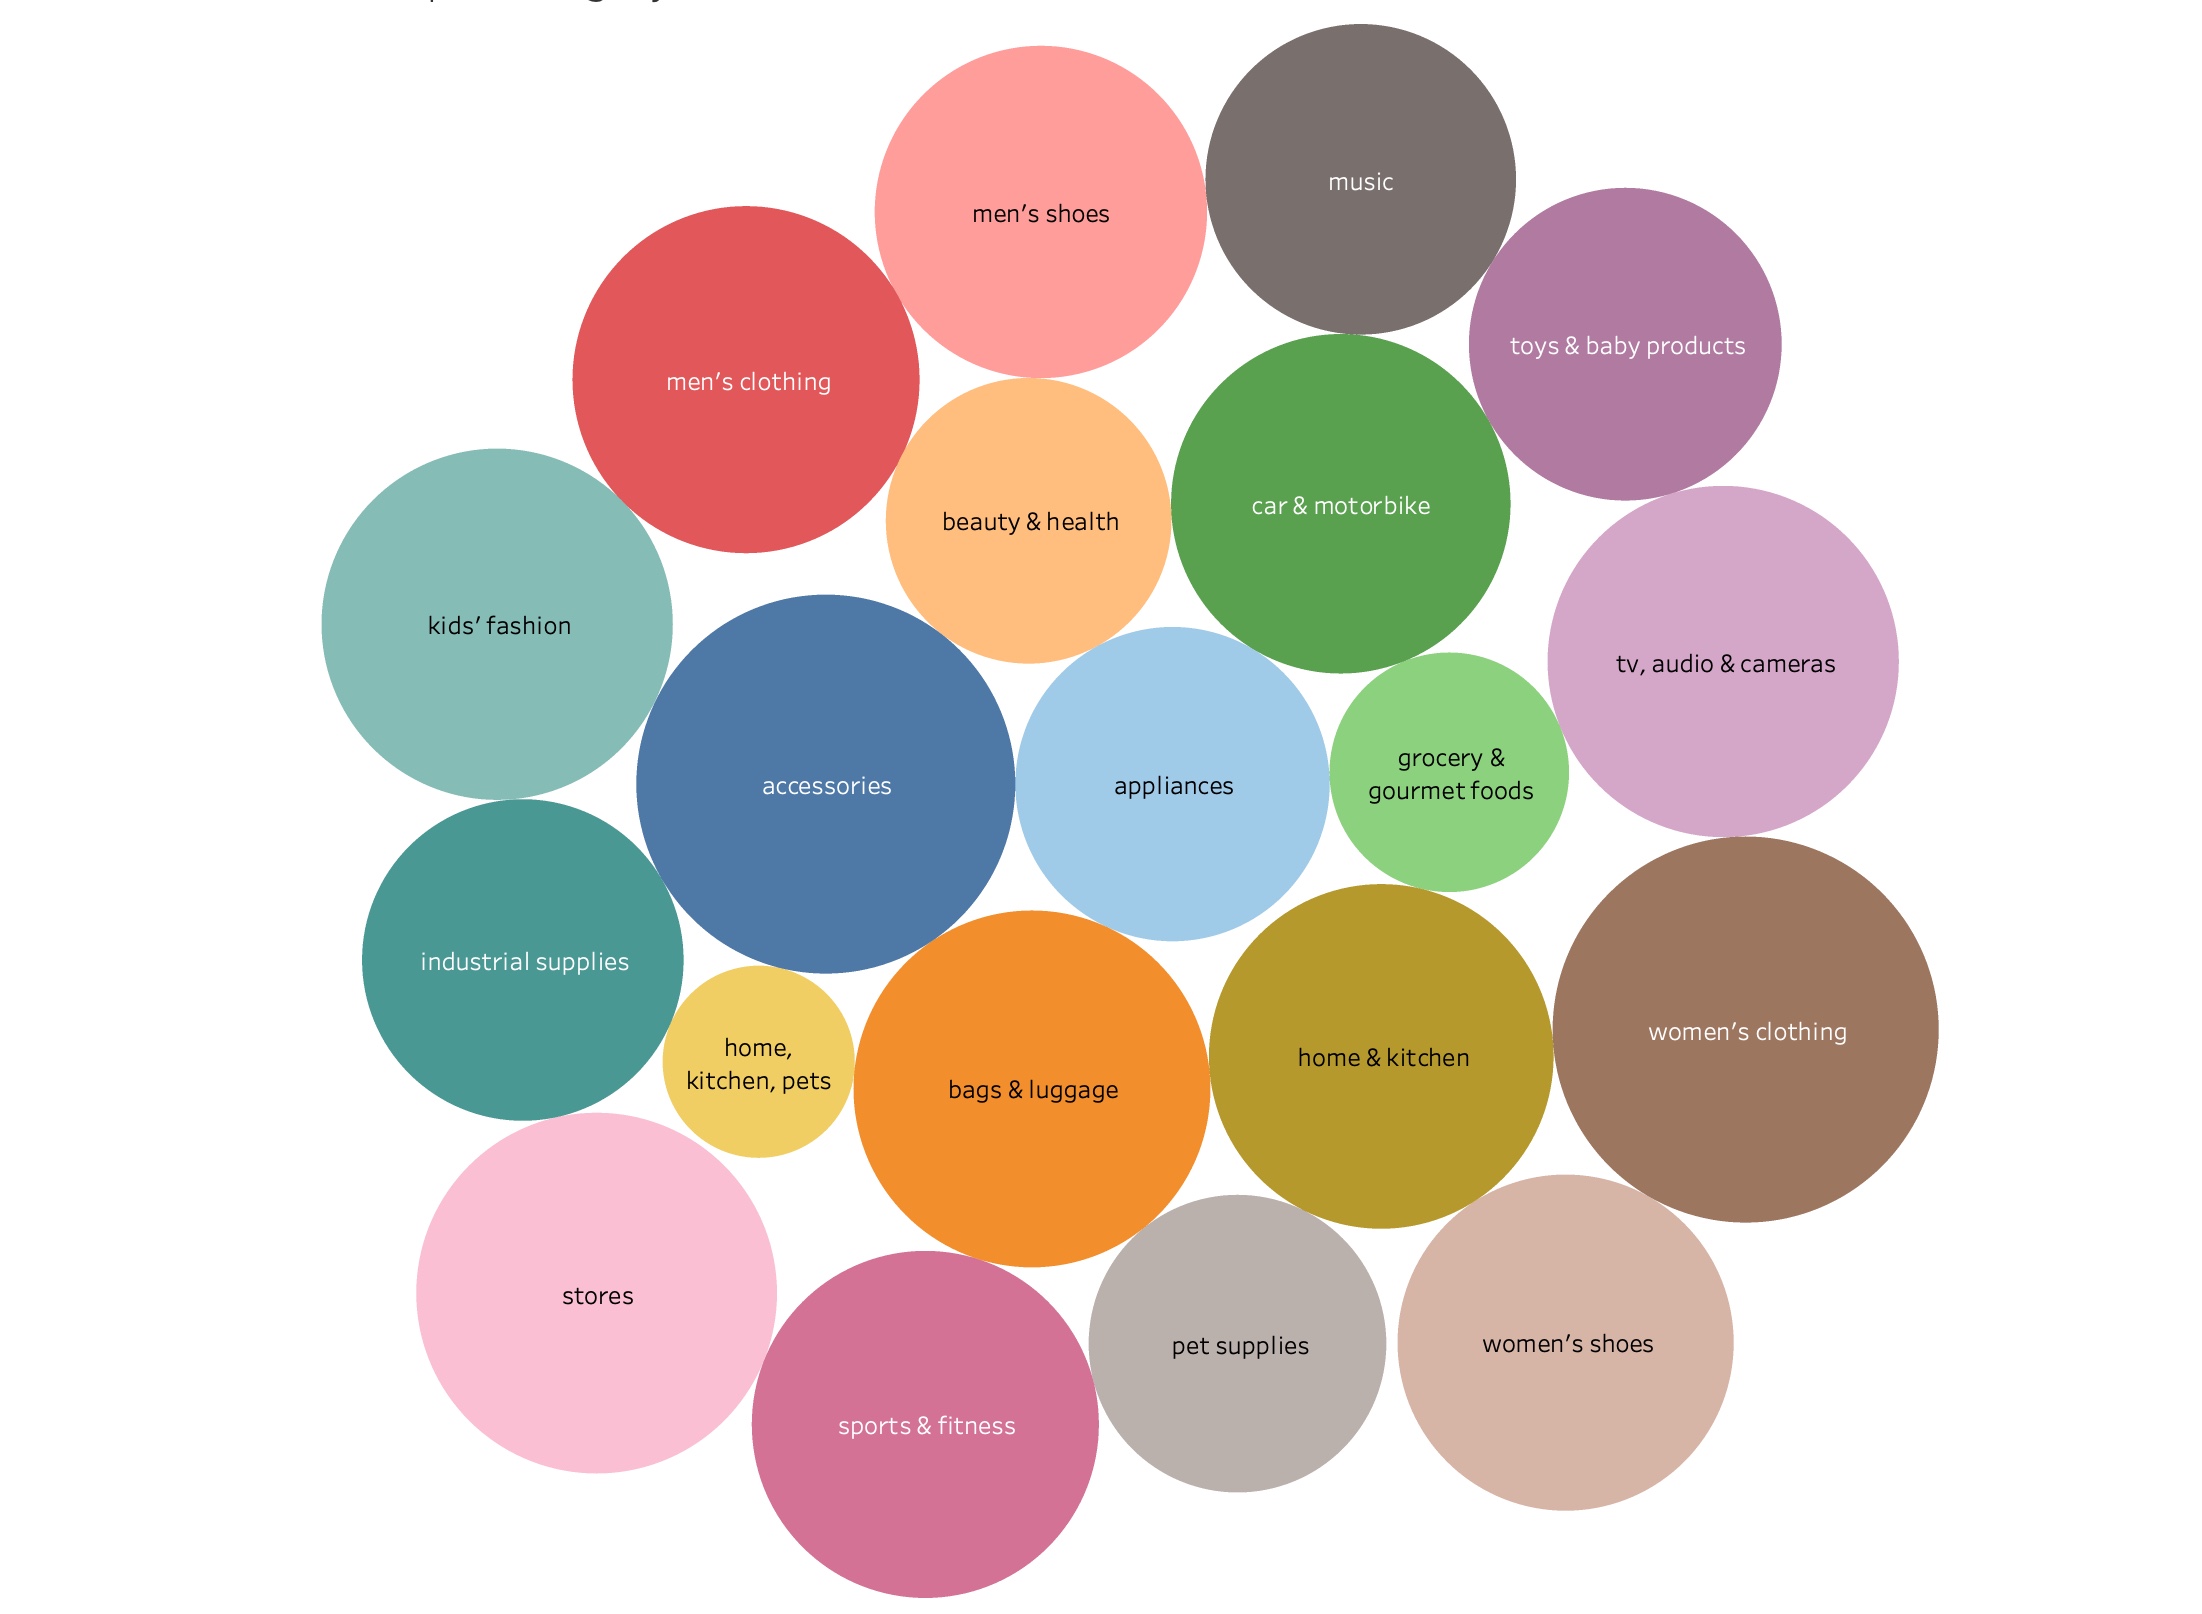 music
men's shoes
toys & baby products
men's clothing
car & motorbike
beauty & health
kids' fashion
tv, audio & cameras
accessories
appliances
grocery &
gourmet foods
industrial supplies
women's clothing
home,
kitchen, pets
home & kitchen
bags & luggage
stores
women's shoes
pet supplies
sports & fitness